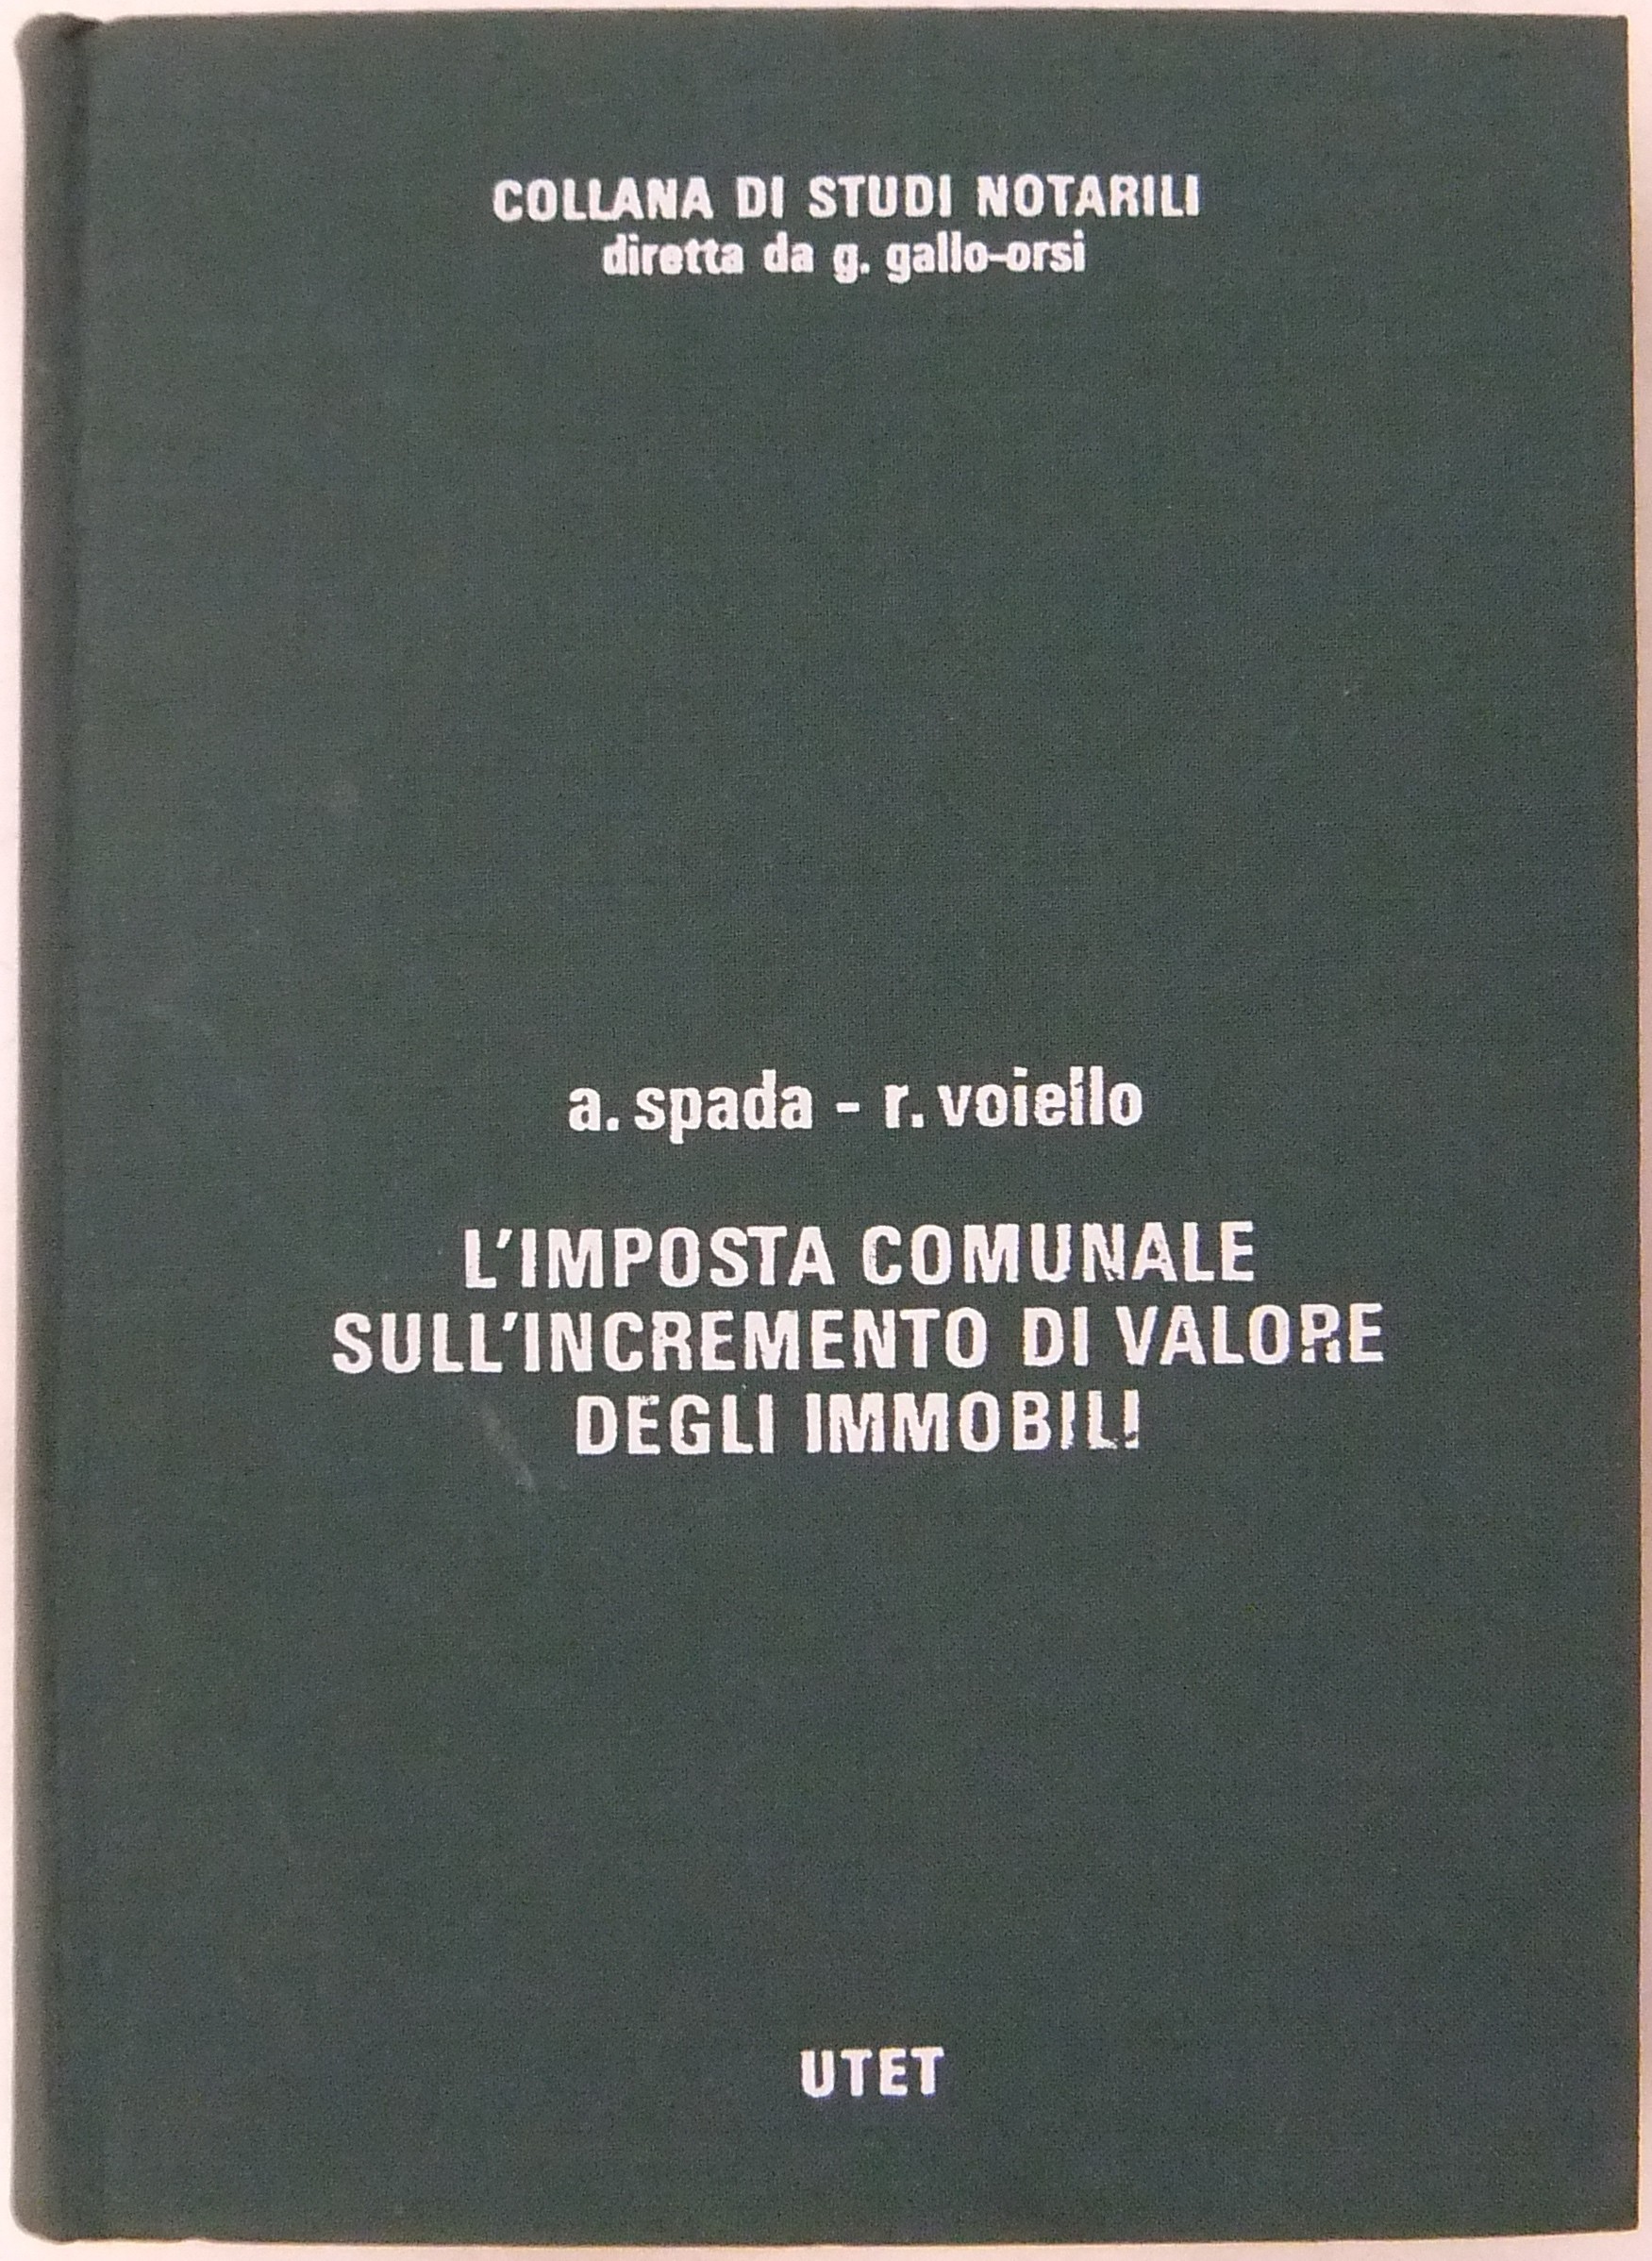 COLLANA DI STUDI NOTARILI
diretta da g. gallo-orsi
a. spada - r. voiello
L'IMPOSTA COMUNALE
SULL'INCREMENTO DI VALORE
DEGLI IMMOBILI
UTET